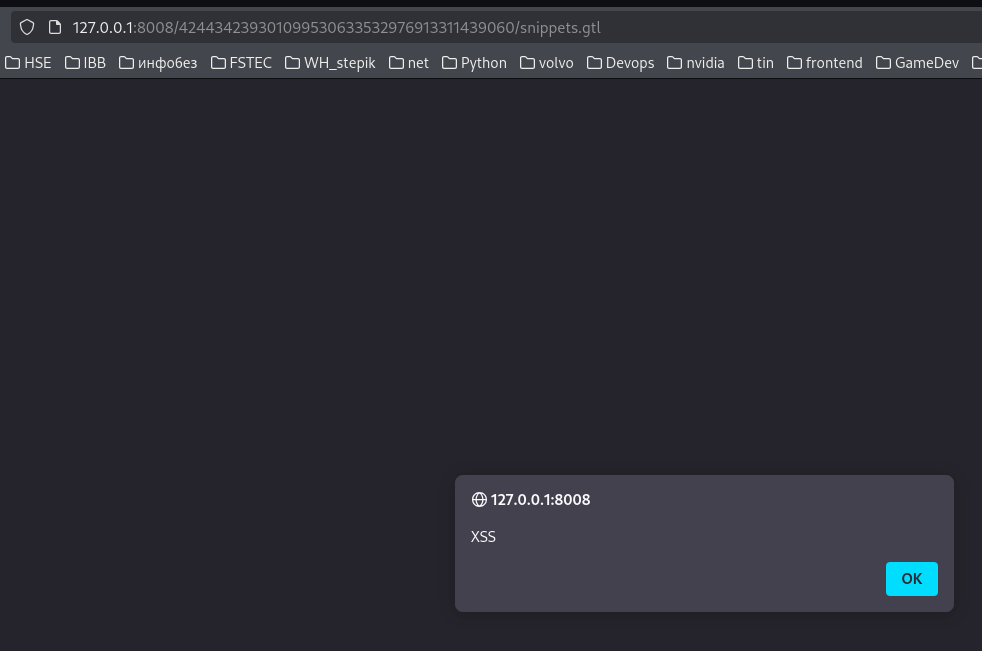 127.0.0.1:8008/424434239301099530633532976913311439060/snippets.gtl
HSE IBB инфобез FSTEC WH_stepik net Python volvo Devops nvidia tin frontend GameDev
127.0.0.1:8008
XSS
OK